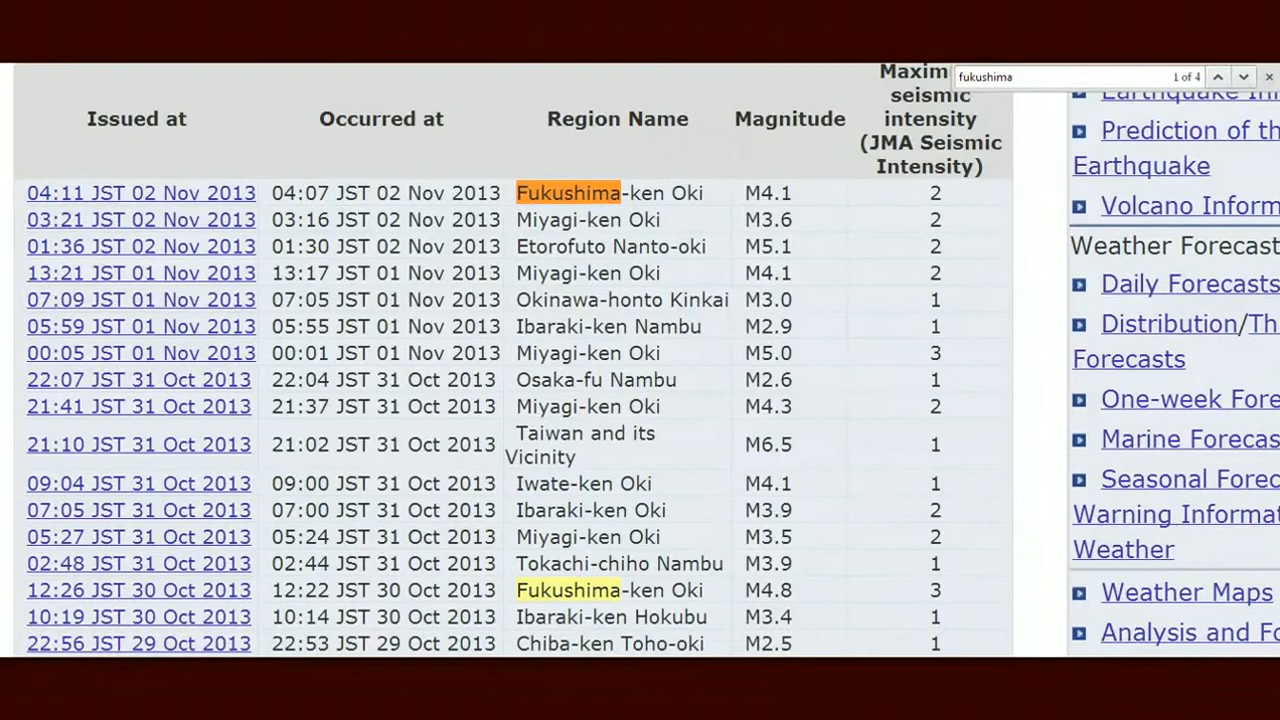 Maxim
fukushima 1 of 4
seismic
intensity
(JMA Seismic
Intensity)
Issued at Occurred at Region Name Magnitude
04:11 JST 02 Nov 2013 04:07 JST 02 Nov 2013 Fukushima-ken Oki M4.1 2
03:21 JST 02 Nov 2013 03:16 JST 02 Nov 2013 Miyagi-ken Oki M3.6 2
01:36 JST 02 Nov 2013 01:30 JST 02 Nov 2013 Etorofuto Nanto-oki M5.1 2
13:21 JST 01 Nov 2013 13:17 JST 01 Nov 2013 Miyagi-ken Oki M4.1 2
07:09 JST 01 Nov 2013 07:05 JST 01 Nov 2013 Okinawa-honto Kinkai M3.0 1
05:59 JST 01 Nov 2013 05:55 JST 01 Nov 2013 Ibaraki-ken Nambu M2.9 1
00:05 JST 01 Nov 2013 00:01 JST 01 Nov 2013 Miyagi-ken Oki M5.0 3
22:07 JST 31 Oct 2013 22:04 JST 31 Oct 2013 Osaka-fu Nambu M2.6 1
21:41 JST 31 Oct 2013 21:37 JST 31 Oct 2013 Miyagi-ken Oki M4.3 2
21:10 JST 31 Oct 2013 21:02 JST 31 Oct 2013 Taiwan and its
Vicinity M6.5 1
09:04 JST 31 Oct 2013 09:00 JST 31 Oct 2013 Iwate-ken Oki M4.1 1
07:05 JST 31 Oct 2013 07:00 JST 31 Oct 2013 Ibaraki-ken Oki M3.9 2
05:27 JST 31 Oct 2013 05:24 JST 31 Oct 2013 Miyagi-ken Oki M3.5 2
02:48 JST 31 Oct 2013 02:44 JST 31 Oct 2013 Tokachi-chiho Nambu M3.9 1
12:26 JST 30 Oct 2013 12:22 JST 30 Oct 2013 Fukushima-ken Oki M4.8 3
10:19 JST 30 Oct 2013 10:14 JST 30 Oct 2013 Ibaraki-ken Hokubu M3.4 1
22:56 JST 29 Oct 2013 22:53 JST 29 Oct 2013 Chiba-ken Toho-oki M2.5 1
Earthquake Inf
Prediction of th
Earthquake
Volcano Inform
Weather Forecast
Daily Forecasts
Distribution/Th
Forecasts
One-week Fore
Marine Forecas
Seasonal Forec
Warning Informat
Weather
Weather Maps
Analysis and Fo